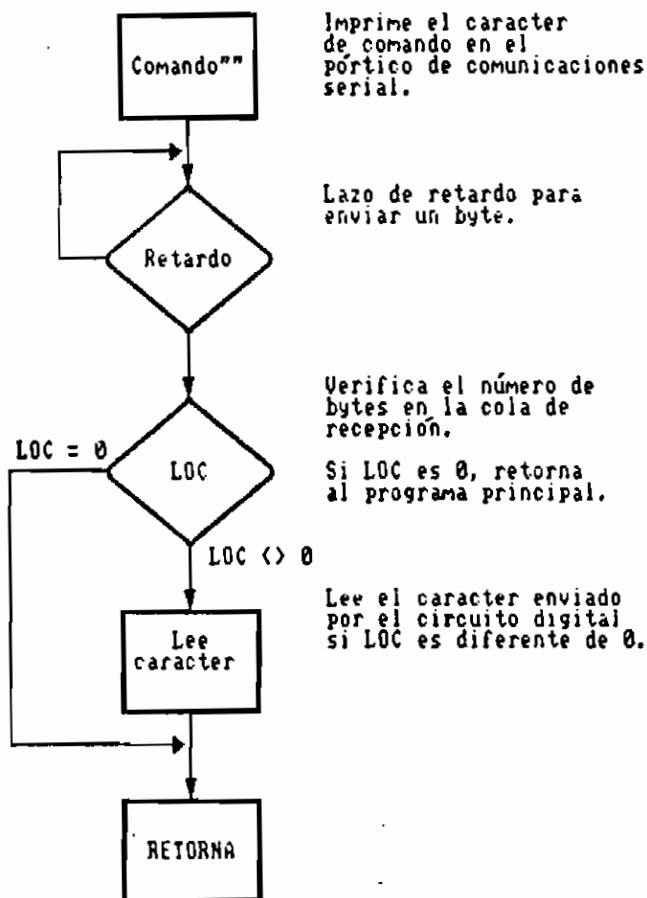 Comando""
Imprime el caracter
de comando en el
pórtico de comunicaciones
serial.
Retardo
Lazo de retardo para
enviar un byte.
LOC
LOC = 0
LOC <> 0
Verifica el número de
bytes en la cola de
recepción.
Si LOC es 0, retorna
al programa principal.
Lee
caracter
Lee el caracter enviado
por el circuito digital
si LOC es diferente de 0.
RETORNA